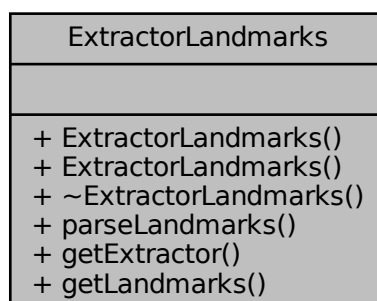 ExtractorLandmarks
+ ExtractorLandmarks()
+ ExtractorLandmarks()
+ ~ExtractorLandmarks()
+ parseLandmarks()
+ getExtractor()
+ getLandmarks()